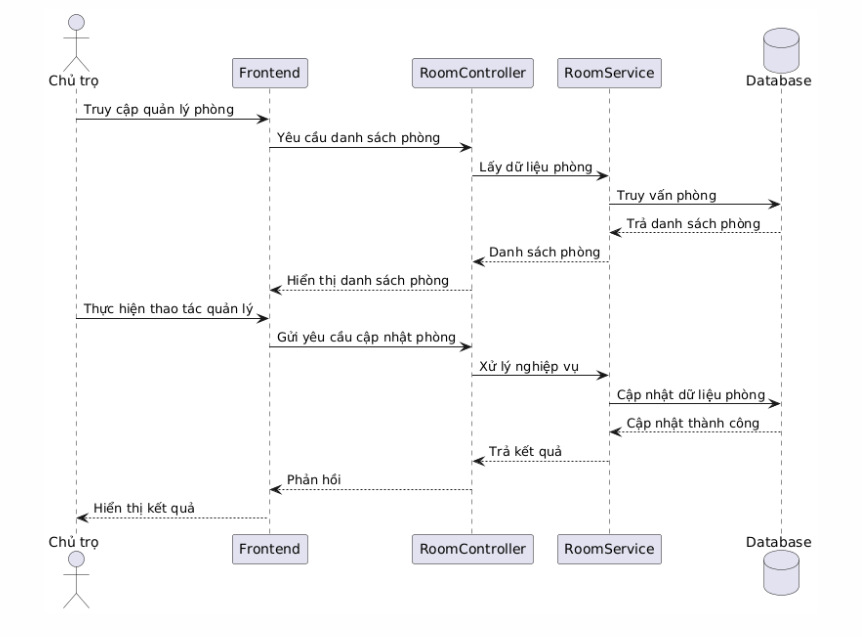 Chủ trọ
Frontend
RoomController
RoomService
Database
Truy cập quản lý phòng
Yêu cầu danh sách phòng
Lấy dữ liệu phòng
Truy vấn phòng
Trả danh sách phòng
Danh sách phòng
Hiển thị danh sách phòng
Thực hiện thao tác quản lý
Gửi yêu cầu cập nhật phòng
Xử lý nghiệp vụ
Cập nhật dữ liệu phòng
Cập nhật thành công
Trả kết quả
Phản hồi
Hiển thị kết quả
Chủ trọ
Frontend
RoomController
RoomService
Database